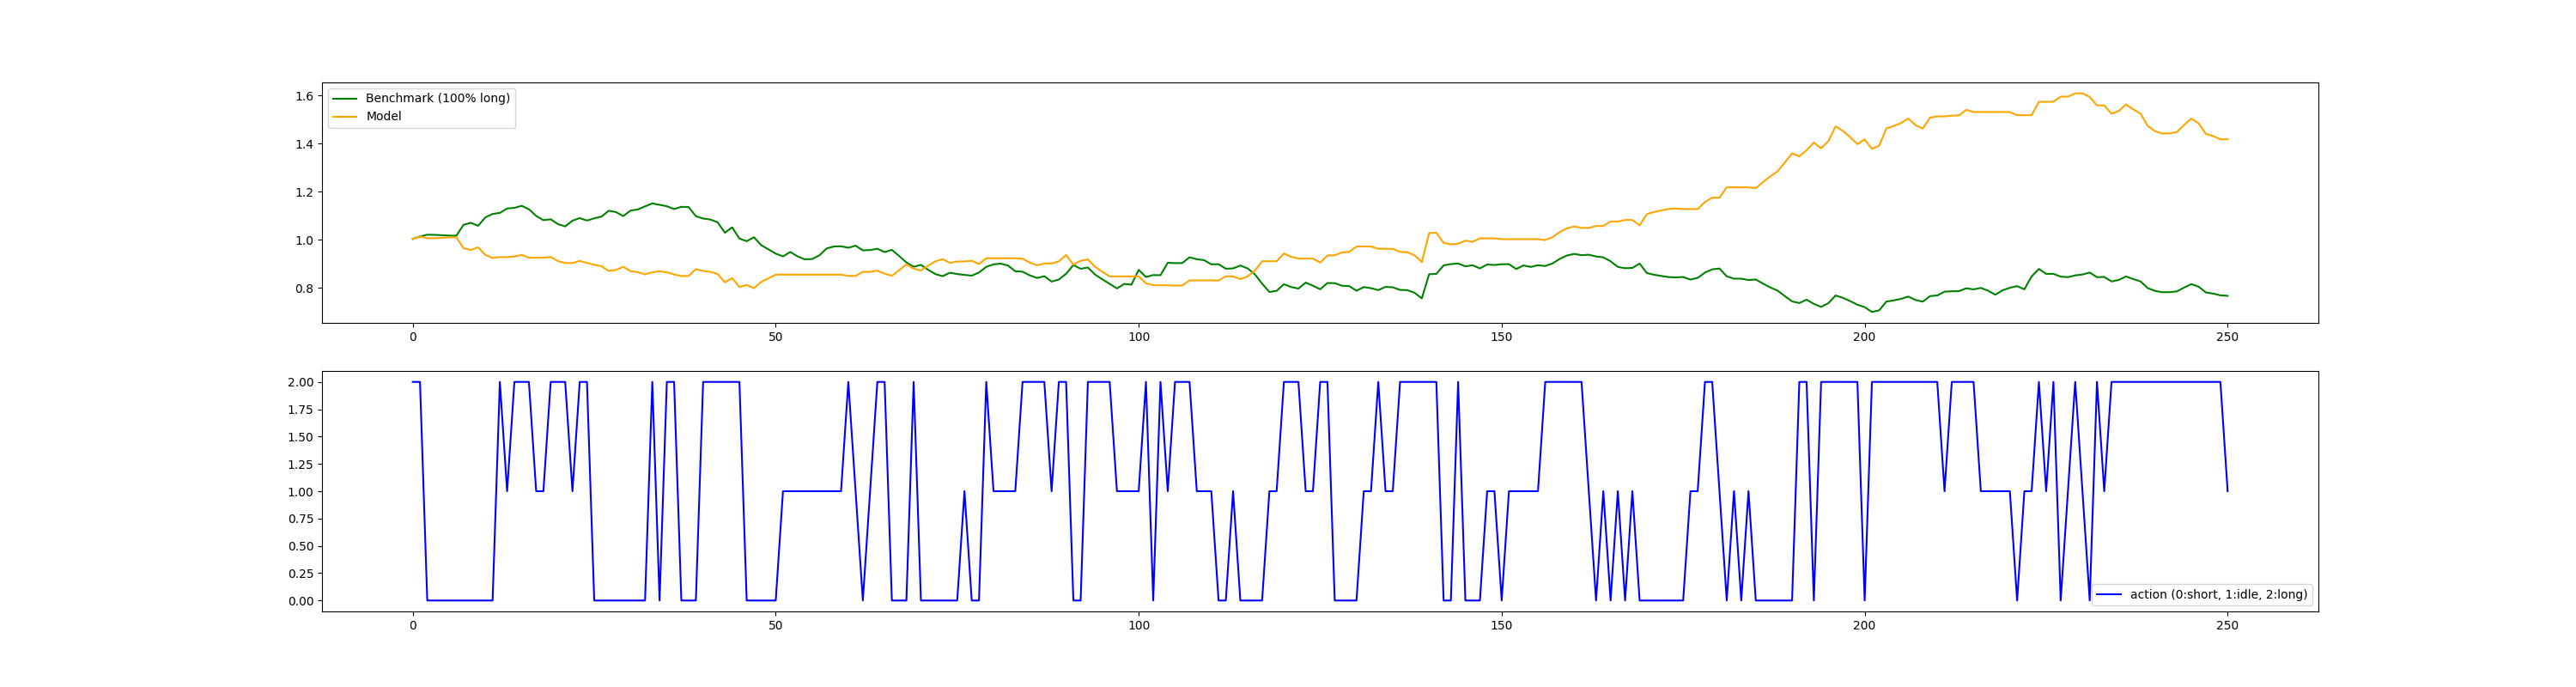 1.6
Benchmark (100% long)
Model
1.4
1.2
1.0
0.8
0 50 100 150 200 250
2.00
1.75
1.50
1.25
1.00
0.75
0.50
0.25
0.00
action (0:short, 1:idle, 2:long)
0 50 100 150 200 250